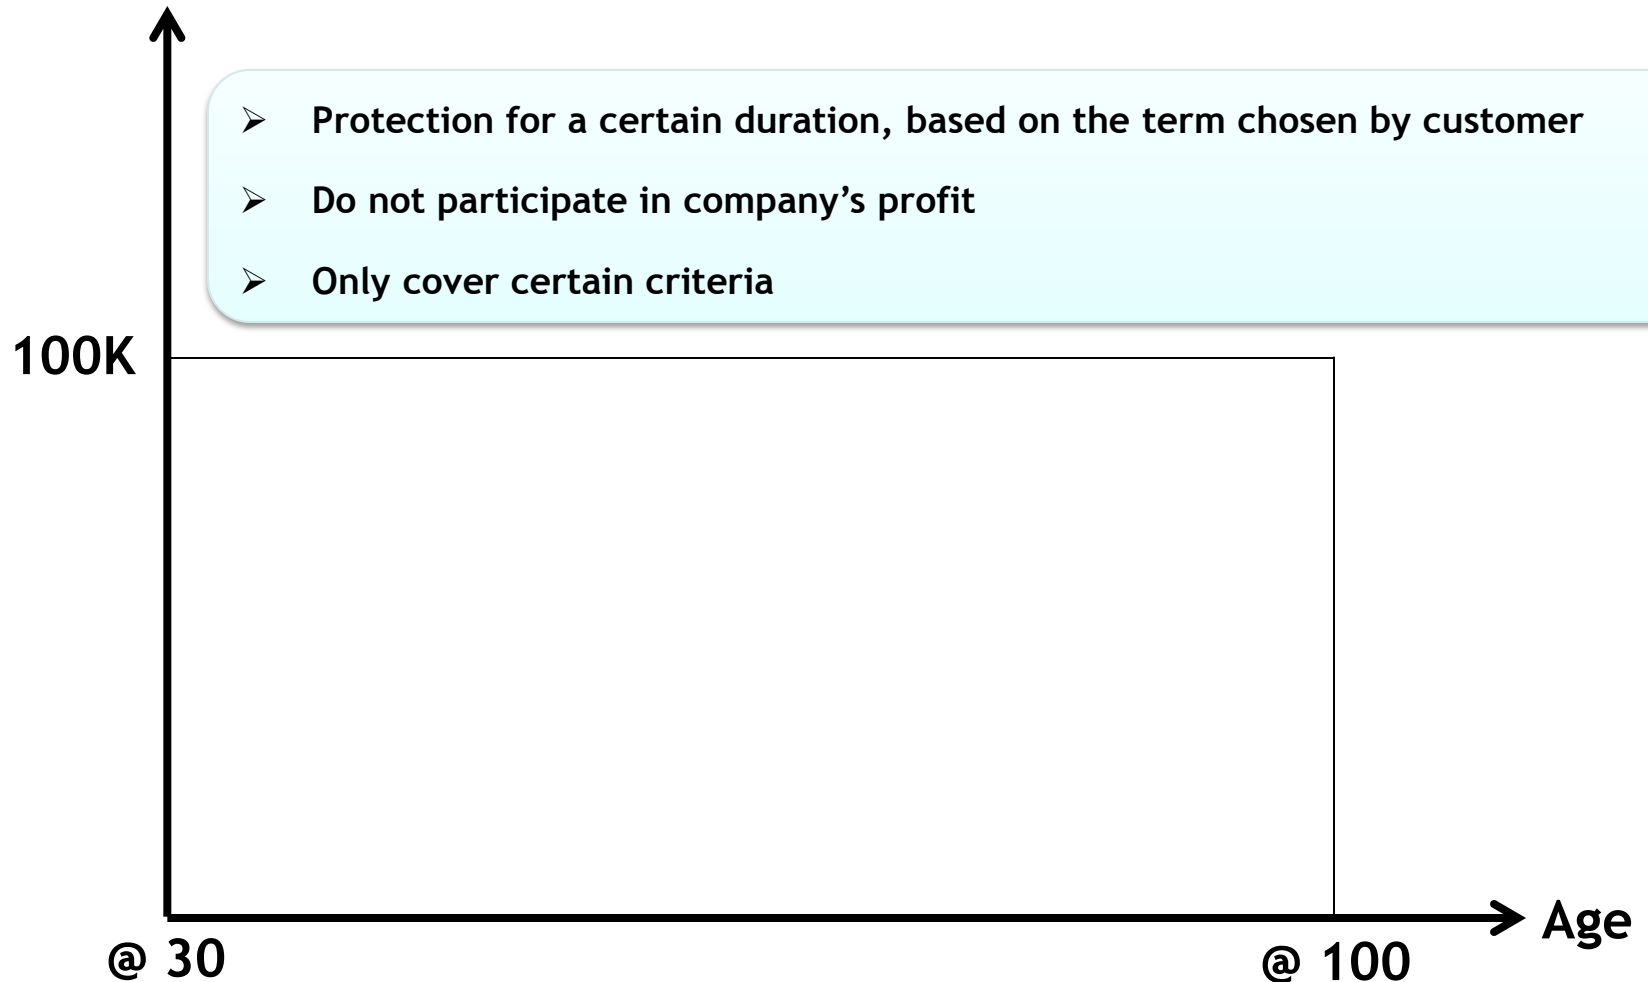 ➢ Protection for a certain duration, based on the term chosen by customer
➢ Do not participate in company’s profit
➢ Only cover certain criteria
100K
Age
@ 30
@ 100